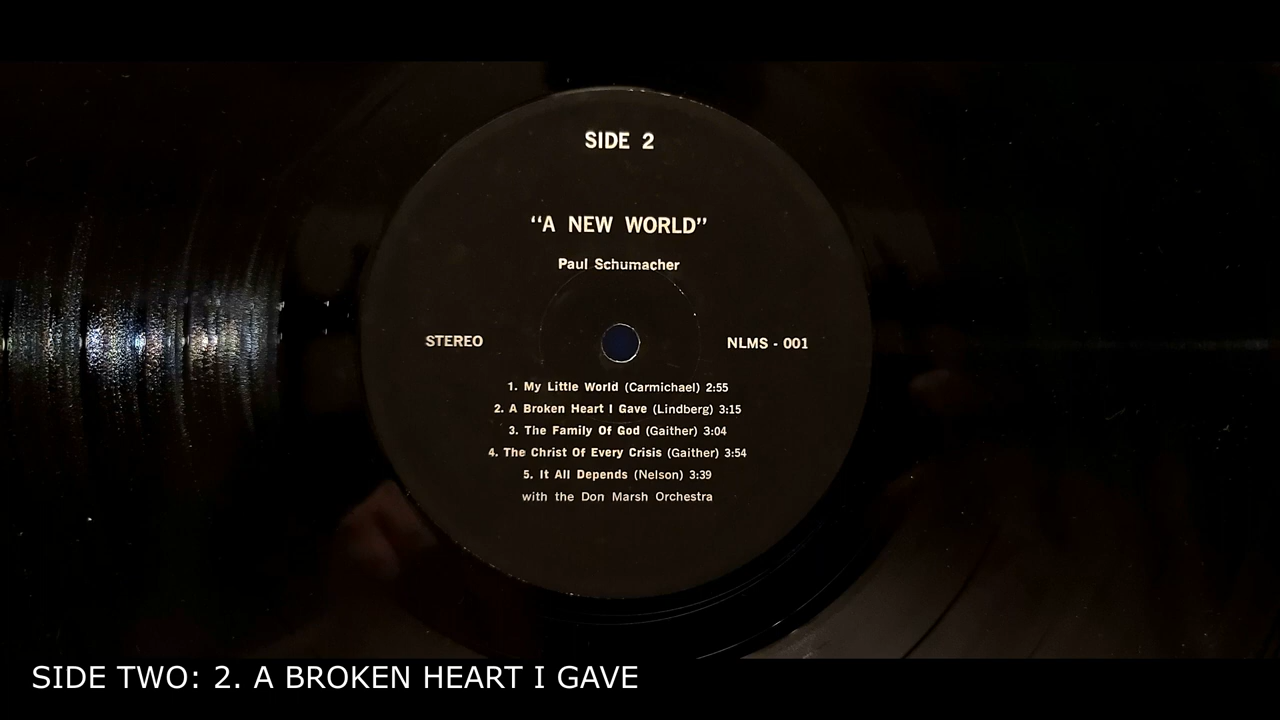 SIDE 2
“A NEW WORLD”
Paul Schumacher
STEREO
NLMS - 001
1. My Little World (Carmichael) 2:55
2. A Broken Heart I Gave (Lindberg) 3:15
3. The Family Of God (Gaither) 3:04
4. The Christ Of Every Crisis (Gaither) 3:54
5. It All Depends (Nelson) 3:39
with the Don Marsh Orchestra
SIDE TWO: 2. A BROKEN HEART I GAVE